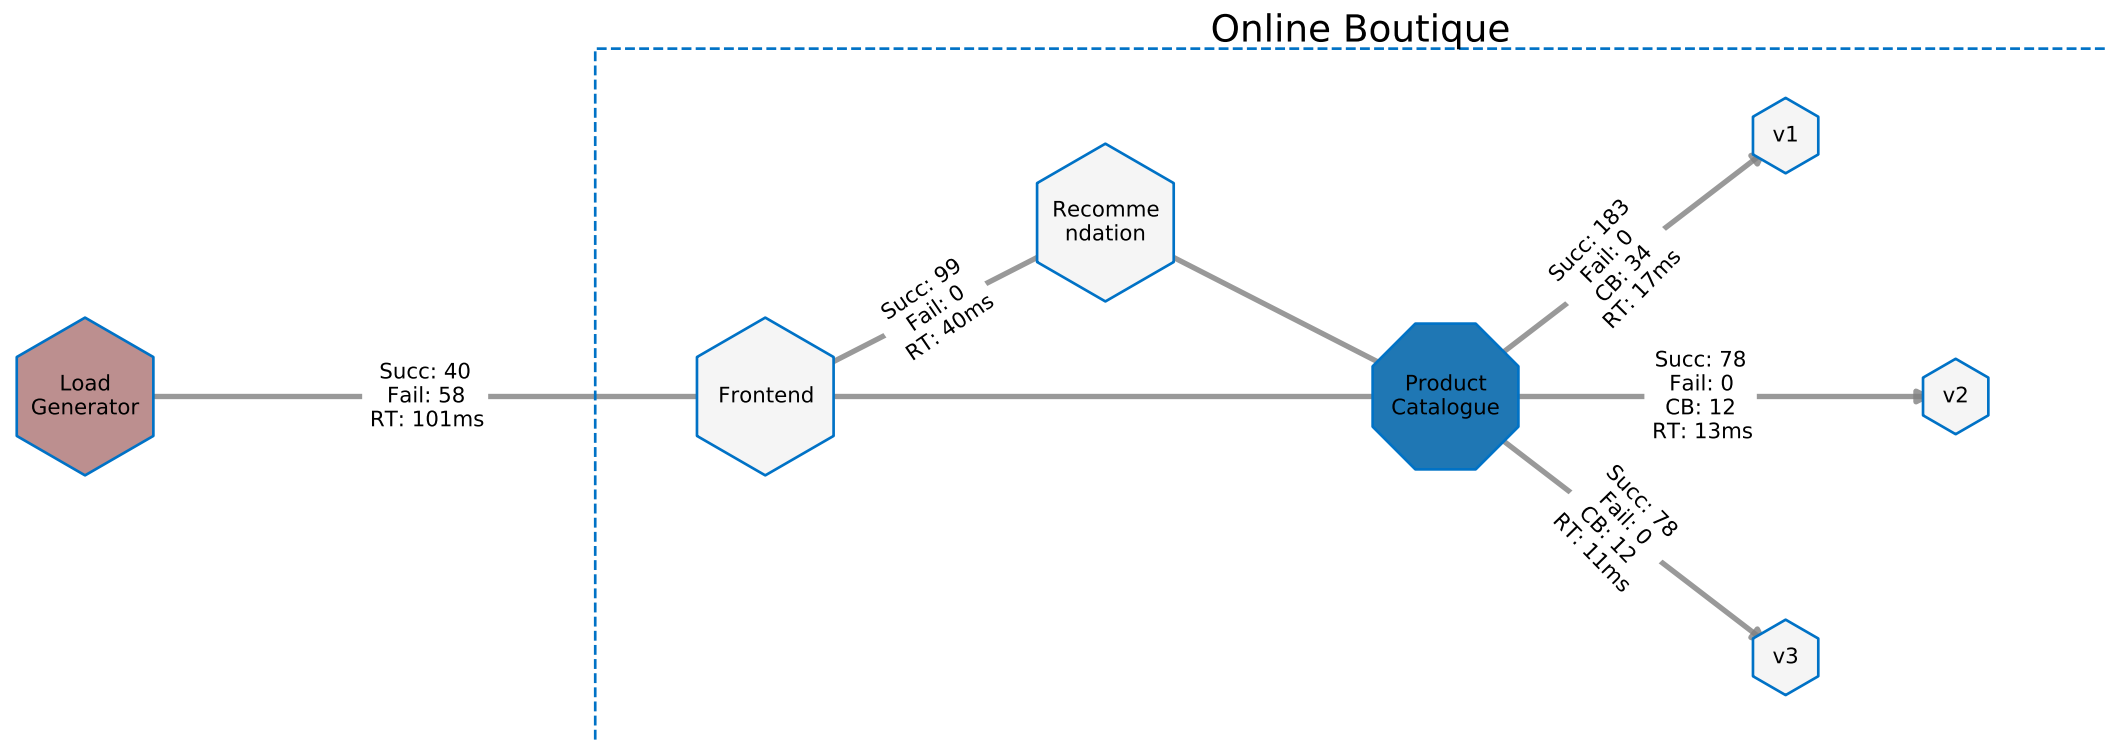 Online Boutique
Load
Generator
Succ: 40
Fail: 58
RT: 101ms
Frontend
Succ: 99
Fail: 0
RT: 40ms
Recomme
ndation
Product
Catalogue
Succ: 183
Fail: 0
CB: 34
RT: 17ms
v1
Succ: 78
Fail: 0
CB: 12
RT: 13ms
v2
Succ: 78
Fail: 0
CB: 12
RT: 11ms
v3